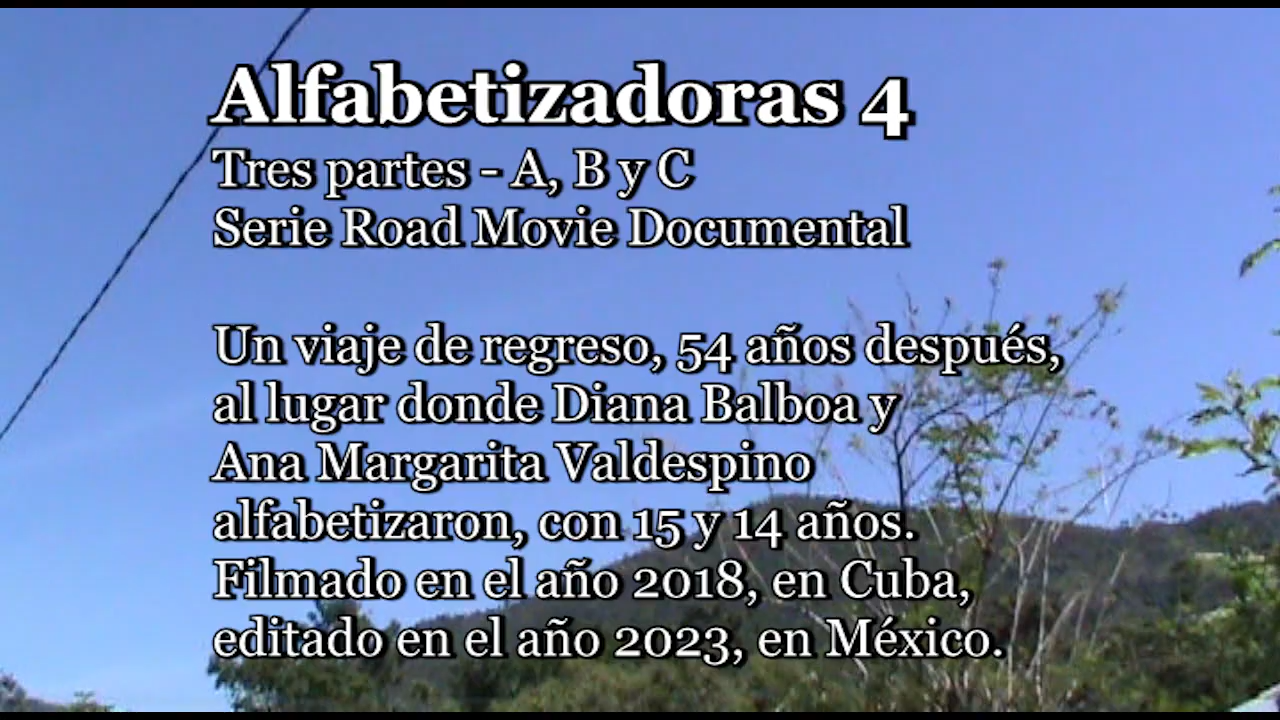 Alfabetizadoras 4
Tres partes - A, B y C
Serie Road Movie Documental
Un viaje de regreso, 54 años después,
al lugar donde Diana Balboa y
Ana Margarita Valdespino
alfabetizaron, con 15 y 14 años.
Filmado en el año 2018, en Cuba,
editado en el año 2023, en México.